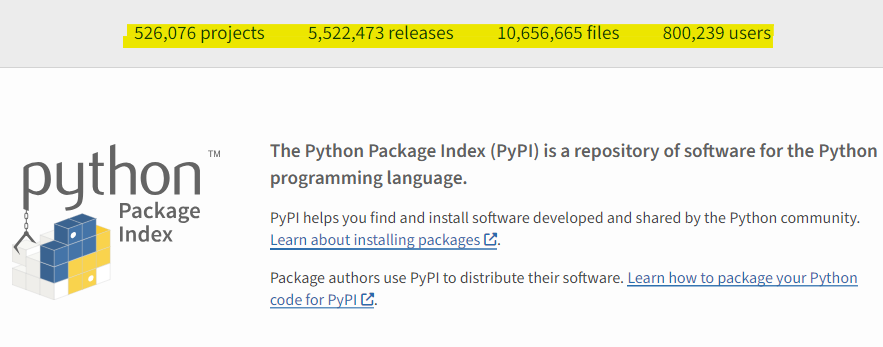 526,076 projects 5,522,473 releases 10,656,665 files 800,239 users
python™
Package
Index
The Python Package Index (PyPI) is a repository of software for the Python
programming language.
PyPI helps you find and install software developed and shared by the Python community.
Learn about installing packages.
Package authors use PyPI to distribute their software. Learn how to package your Python
code for PyPI.